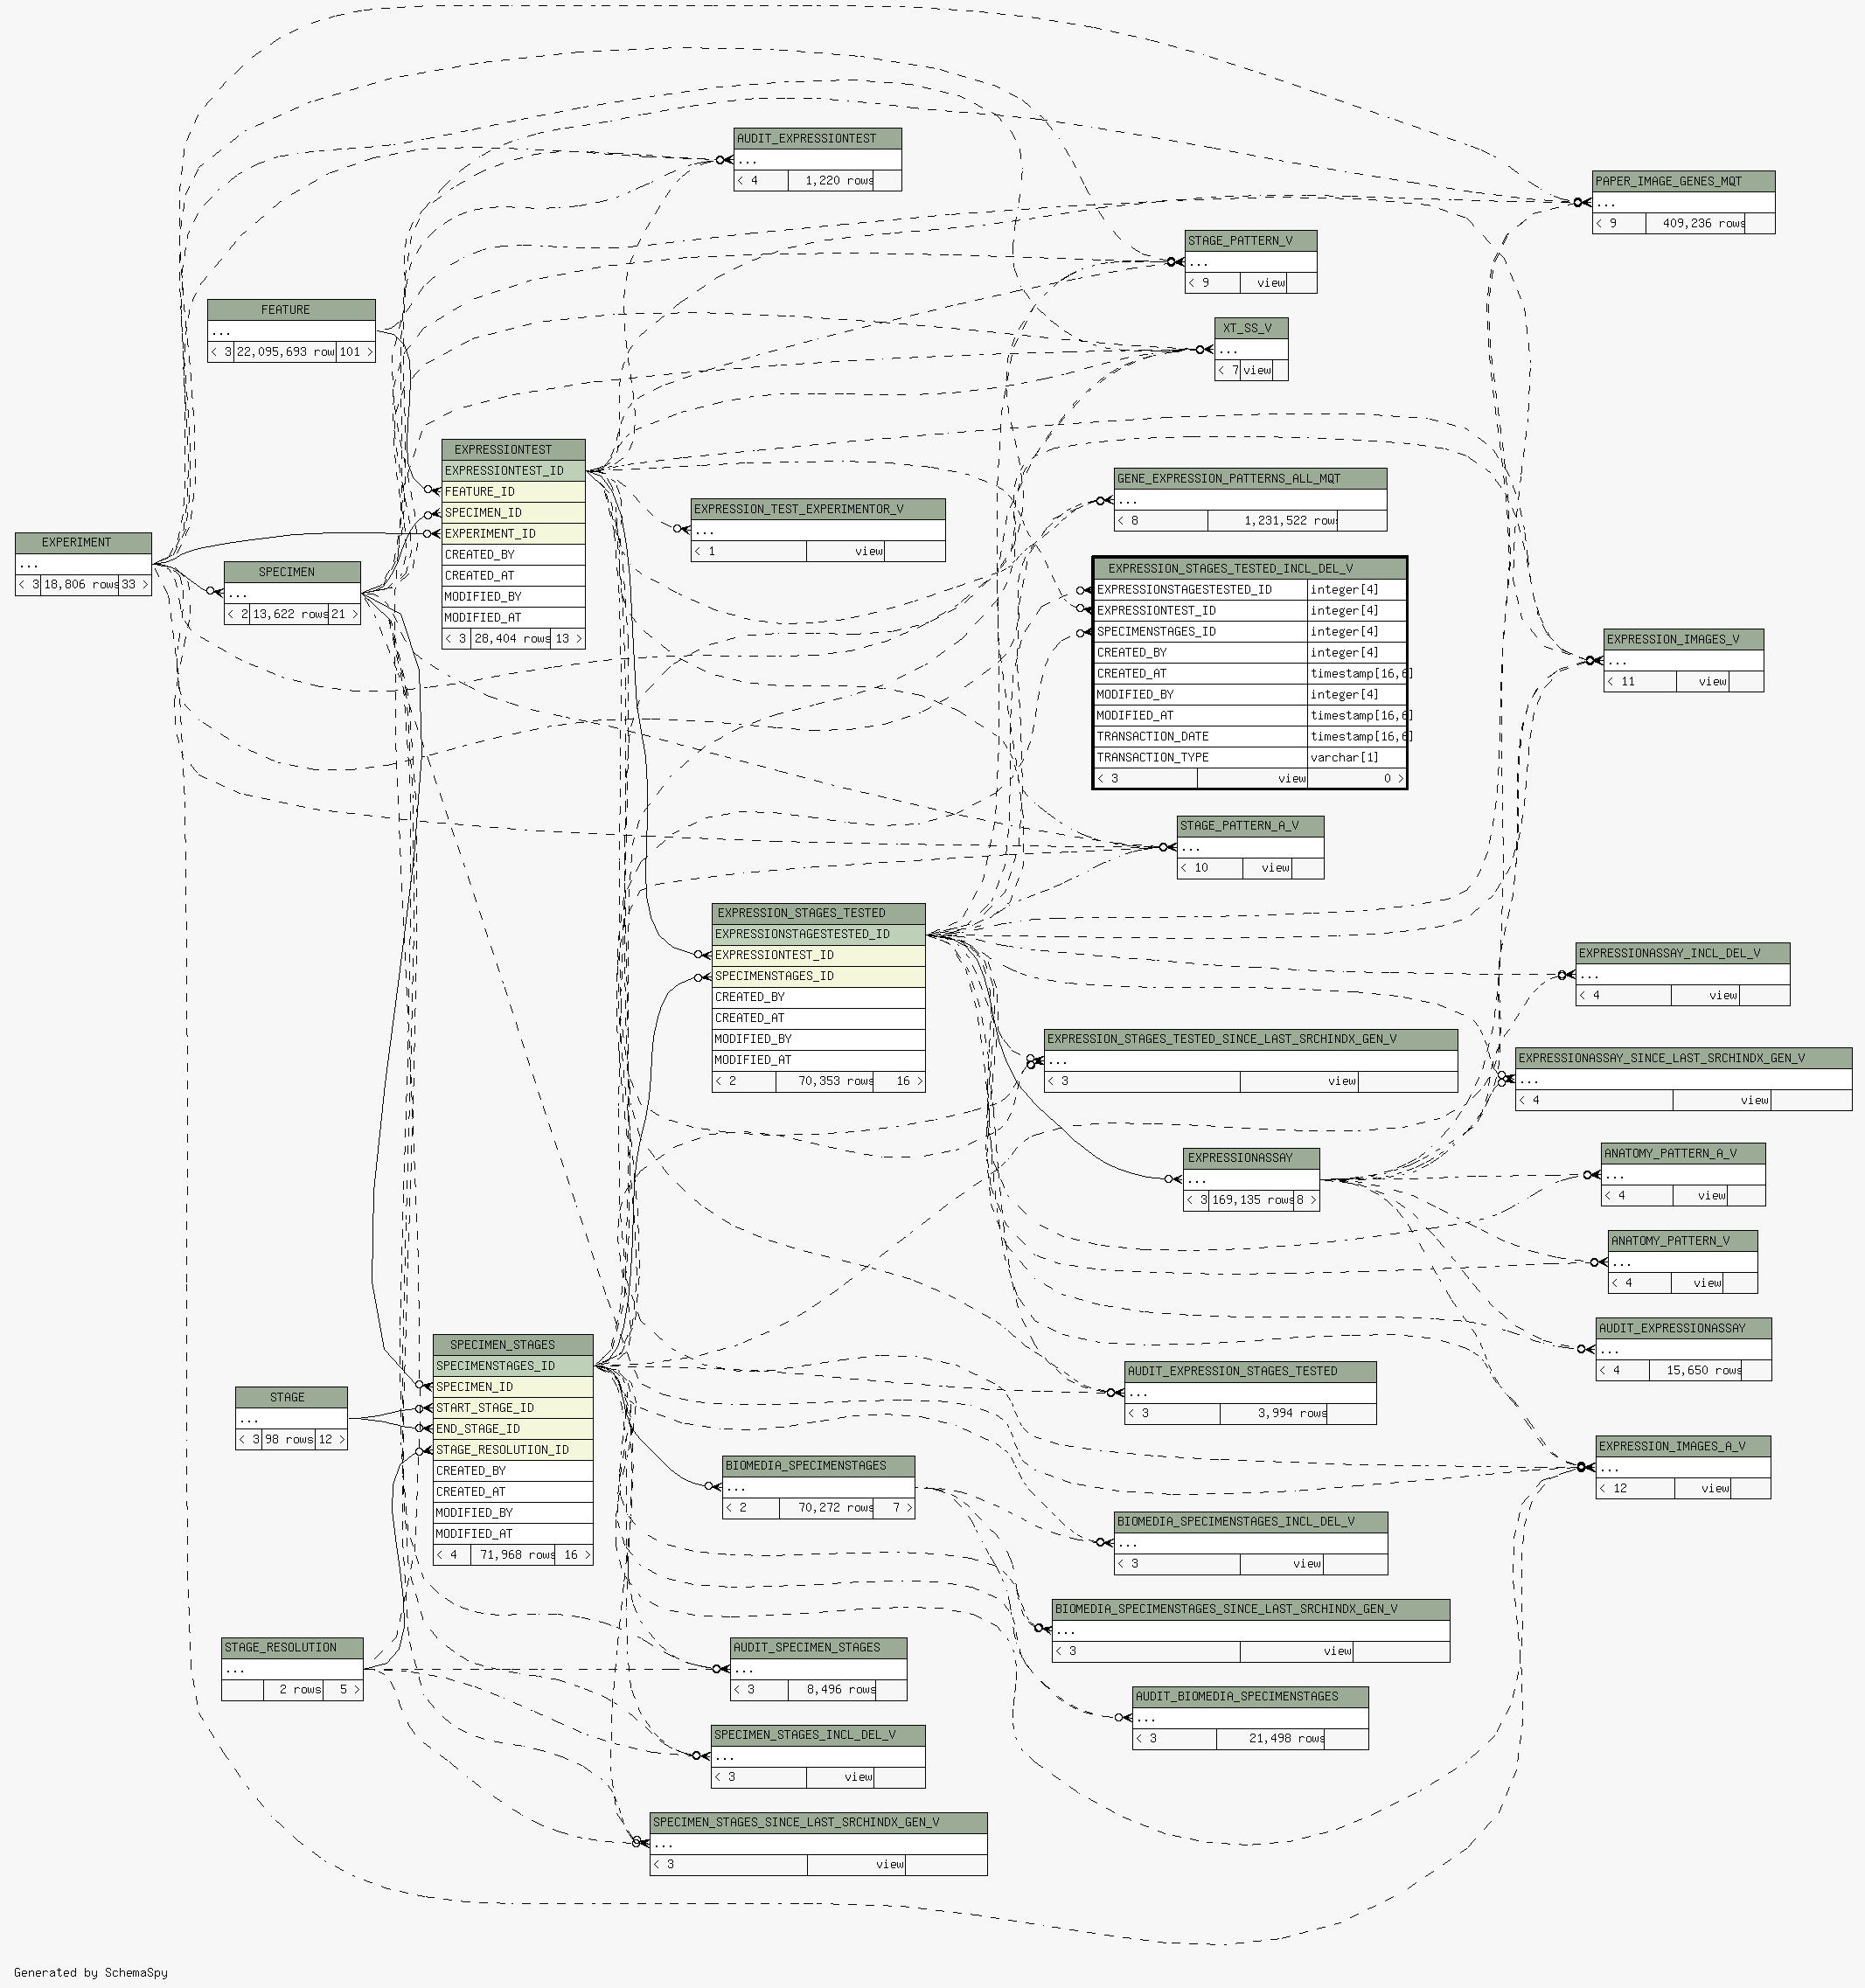 AUDIT_EXPRESSIONTEST
...
< 4 1,220 rows
PAPER_IMAGE_GENES_MQT
...
< 9 409,236 rows
STAGE_PATTERN_V
...
< 9 view
FEATURE
...
< 3 22,095,693 row 101 >
XT_SS_V
...
< 7 view
EXPRESSIONTEST
EXPRESSIONTEST_ID
FEATURE_ID
SPECIMEN_ID
EXPERIMENT_ID
CREATED_BY
CREATED_AT
MODIFIED_BY
MODIFIED_AT
< 3 28,404 rows 13 >
GENE_EXPRESSION_PATTERNS_ALL_MQT
...
< 8 1,231,522 rows
EXPRESSION_TEST_EXPERIMENTOR_V
...
< 1 view
EXPERIMENT
...
< 3 18,806 rows 33 >
SPECIMEN
...
< 2 13,622 rows 21 >
EXPRESSION_STAGES_TESTED_INCL_DEL_V
EXPRESSIONSTAGESTESTED_ID integer[4]
EXPRESSIONTEST_ID integer[4]
SPECIMENSTAGES_ID integer[4]
CREATED_BY integer[4]
CREATED_AT timestamp[16,6]
MODIFIED_BY integer[4]
MODIFIED_AT timestamp[16,6]
TRANSACTION_DATE timestamp[16,6]
TRANSACTION_TYPE varchar[1]
< 3 view 0 >
EXPRESSION_IMAGES_V
...
< 11 view
STAGE_PATTERN_A_V
...
< 10 view
EXPRESSION_STAGES_TESTED
EXPRESSIONSTAGESTESTED_ID
EXPRESSIONTEST_ID
SPECIMENSTAGES_ID
CREATED_BY
CREATED_AT
MODIFIED_BY
MODIFIED_AT
< 2 70,353 rows 16 >
EXPRESSIONASSAY_INCL_DEL_V
...
< 4 view
EXPRESSION_STAGES_TESTED_SINCE_LAST_SRCHINDX_GEN_V
...
< 3 view
EXPRESSIONASSAY_SINCE_LAST_SRCHINDX_GEN_V
...
< 4 view
EXPRESSIONASSAY
...
< 3 169,135 rows 8 >
ANATOMY_PATTERN_A_V
...
< 4 view
ANATOMY_PATTERN_V
...
< 4 view
AUDIT_EXPRESSIONASSAY
...
< 4 15,650 rows
SPECIMEN_STAGES
SPECIMENSTAGES_ID
SPECIMEN_ID
START_STAGE_ID
END_STAGE_ID
STAGE_RESOLUTION_ID
CREATED_BY
CREATED_AT
MODIFIED_BY
MODIFIED_AT
< 4 71,968 rows 16 >
AUDIT_EXPRESSION_STAGES_TESTED
...
< 3 3,994 rows
STAGE
...
< 3 98 rows 12 >
EXPRESSION_IMAGES_A_V
...
< 12 view
BIOMEDIA_SPECIMENSTAGES
...
< 2 70,272 rows 7 >
BIOMEDIA_SPECIMENSTAGES_INCL_DEL_V
...
< 3 view
BIOMEDIA_SPECIMENSTAGES_SINCE_LAST_SRCHINDX_GEN_V
...
< 3 view
STAGE_RESOLUTION
...
2 rows 5 >
AUDIT_SPECIMEN_STAGES
...
< 3 8,496 rows
AUDIT_BIOMEDIA_SPECIMENSTAGES
...
< 3 21,498 rows
SPECIMEN_STAGES_INCL_DEL_V
...
< 3 view
SPECIMEN_STAGES_SINCE_LAST_SRCHINDX_GEN_V
...
< 3 view
Generated by SchemaSpy